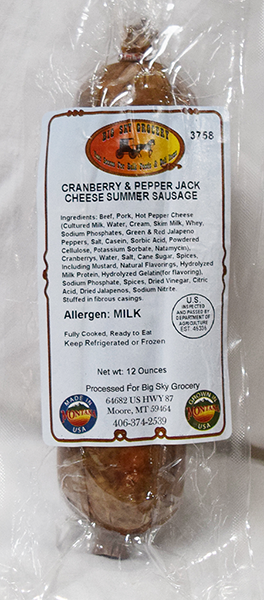 BIG SKY GROCERY
3758
CRANBERRY & PEPPER JACK
CHEESE SUMMER SAUSAGE
Ingredients: Beef, Pork, Hot Pepper Cheese
(Cultured Milk, Water, Cream, Skim Milk, Whey,
Sodium Phosphates, Green & Red Jalapeno
Peppers, Salt, Casein, Sorbic Acid, Powdered
Cellulose, Potassium Sorbate, Natamycin),
Cranberries, Water, Salt, Cane Sugar, Spices,
Including Mustard, Natural Flavorings, Hydrolyzed
Milk Protein, Hydrolyzed Gelatin(for flavoring),
Sodium Phosphate, Spices, Dried Vinegar, Citric
Acid, Dried Jalapenos, Sodium Nitrite.
Stuffed in fibrous casings.
U.S.
INSPECTED
AND PASSED BY
DEPARTMENT OF
AGRICULTURE
EST. 45335
Allergen: MILK
Fully Cooked, Ready to Eat
Keep Refrigerated or Frozen
Net wt: 12 Ounces
Processed For Big Sky Grocery
64682 US HWY 87
Moore, MT 59464
406-374-2539
MADE IN
MONTANA
USA
GROWN IN
MONTANA
USA